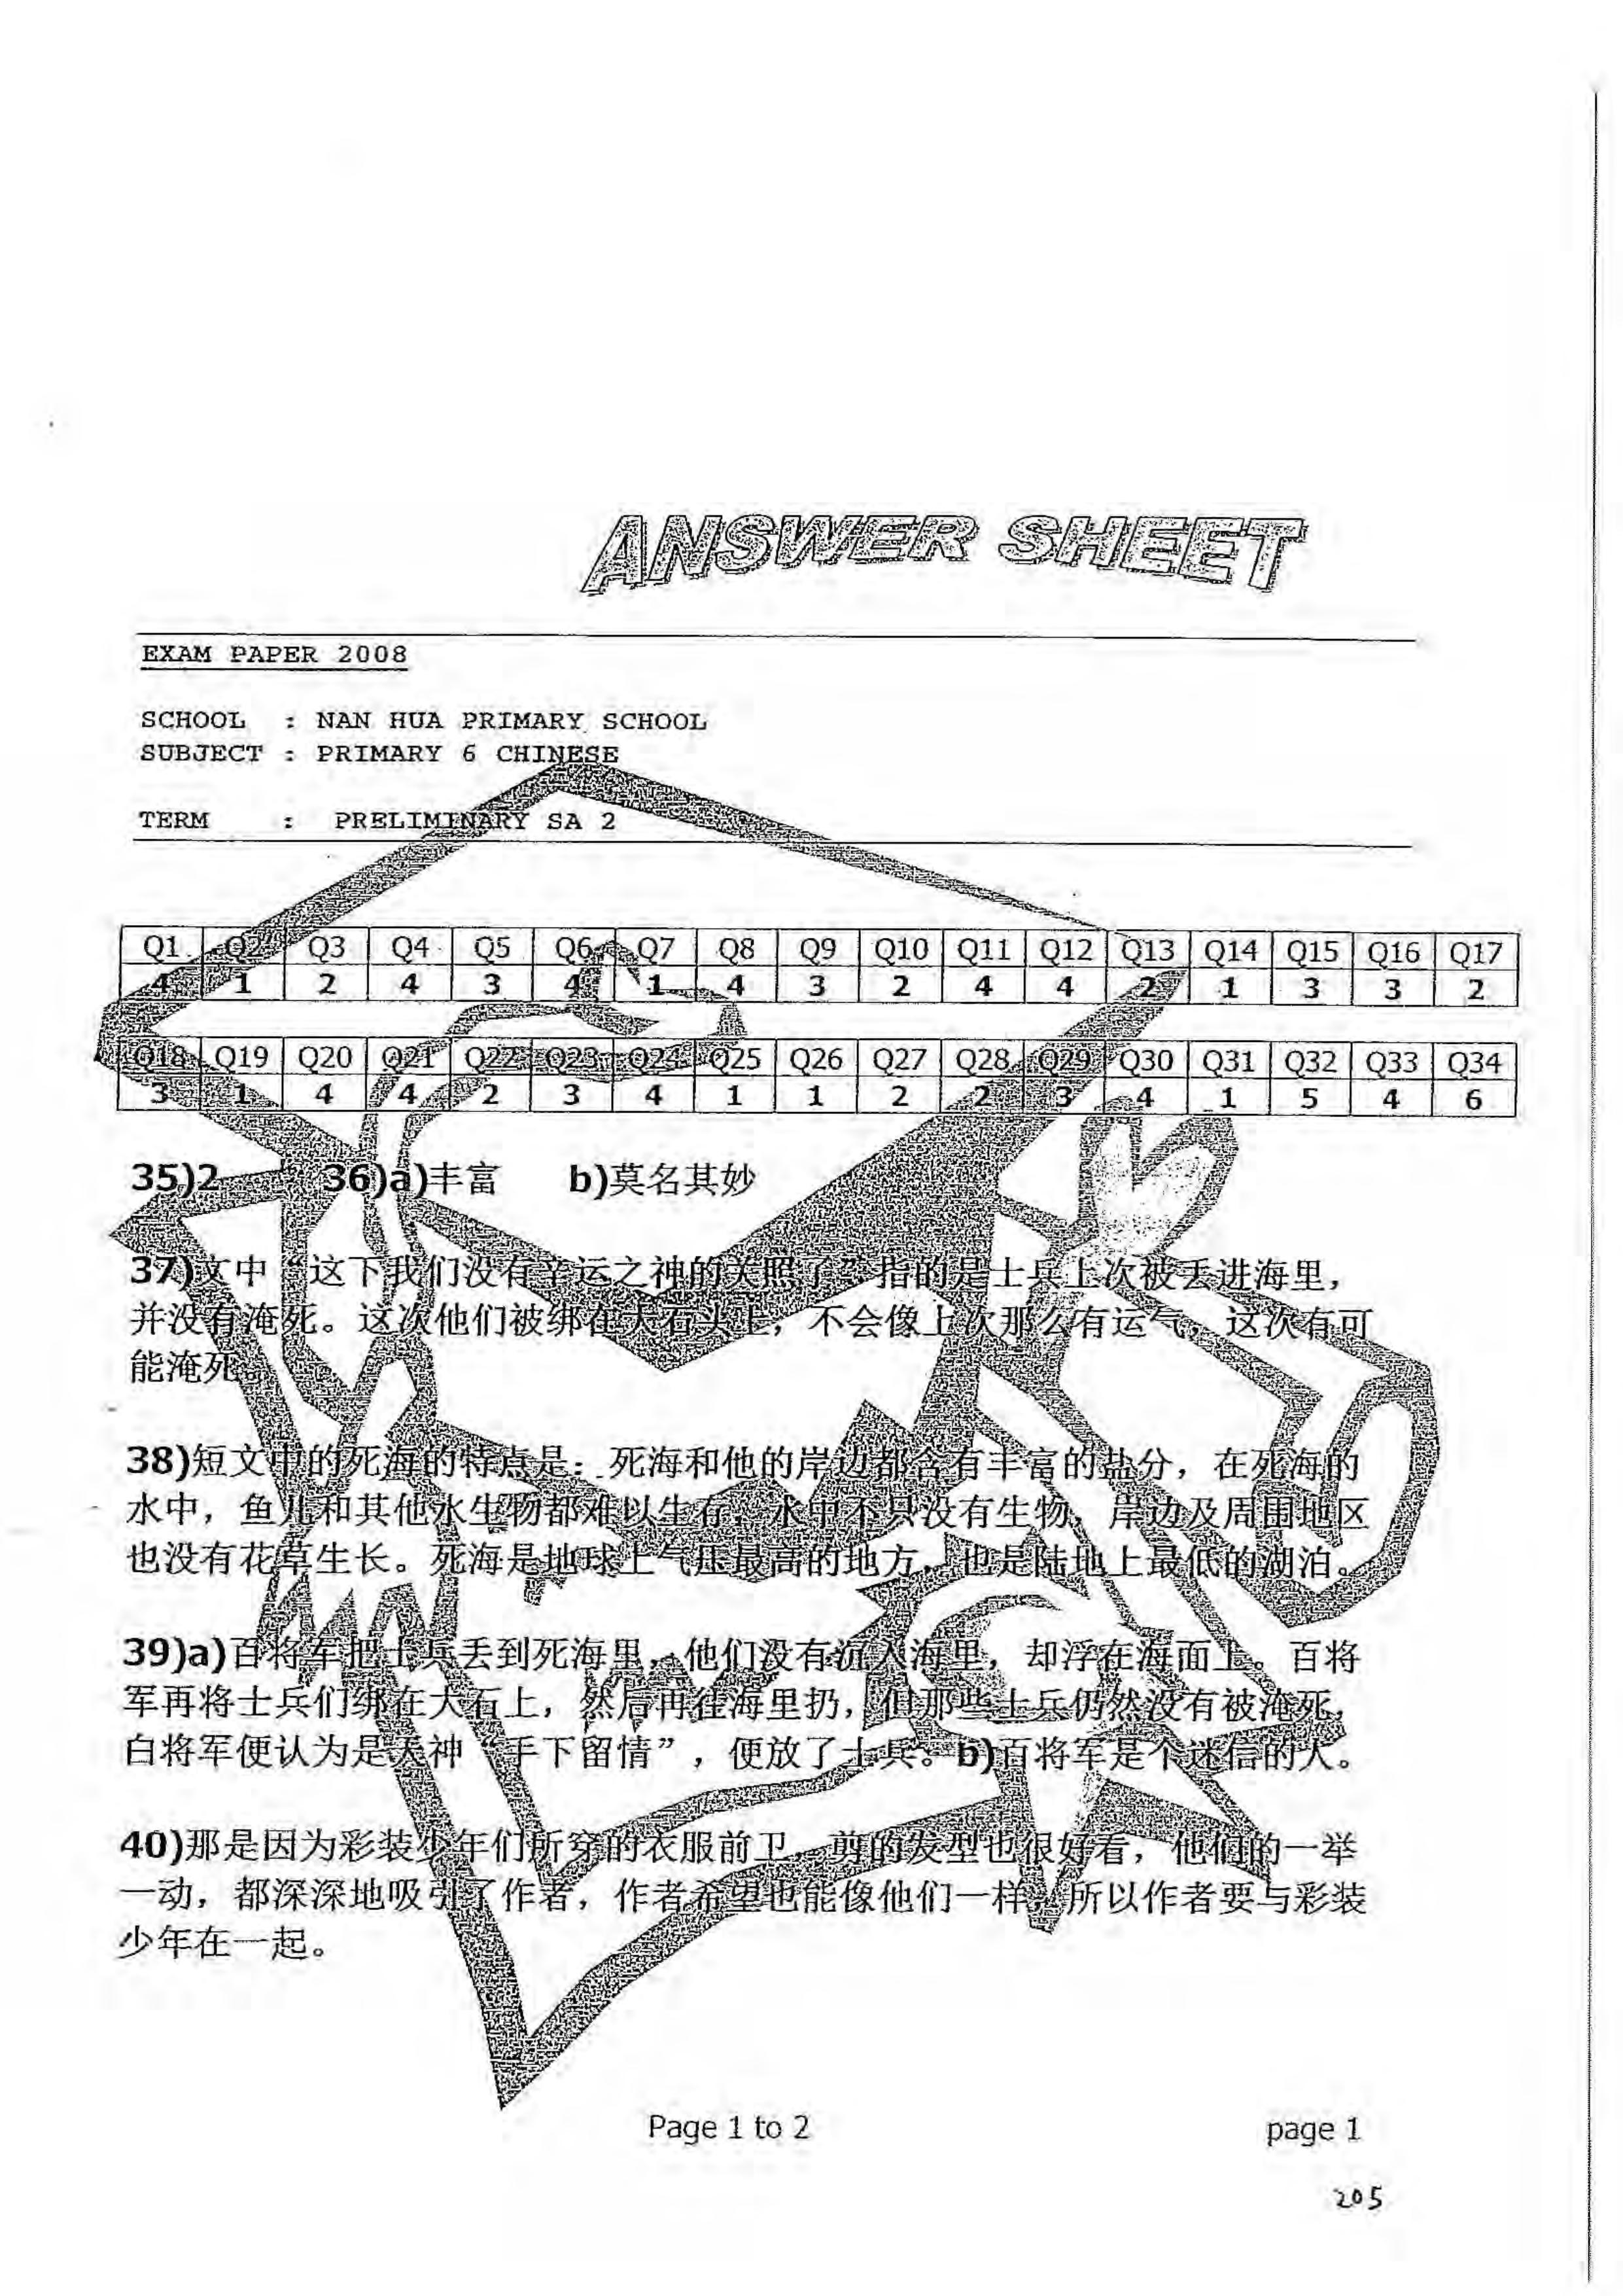 ANSWER SHEET
EXAM PAPER 2008
SCHOOL : NAN HUA PRIMARY SCHOOL
SUBJECT : PRIMARY 6 CHINESE
TERM : PRELIMINARY SA 2
Q1 Q2 Q3 Q4 Q5 Q6 Q7 Q8 Q9 Q10 Q11 Q12 Q13 Q14 Q15 Q16 Q17
4 1 2 4 3 4 1 4 3 2 4 4 2 1 3 3 2
Q18 Q19 Q20 Q21 Q22 Q23 Q24 Q25 Q26 Q27 Q28 Q29 Q30 Q31 Q32 Q33 Q34
3 1 4 4 2 3 4 1 1 2 2 3 4 1 5 4 6
35)2 36)a)丰富 b)莫名其妙
37)文中“这下我们没有辛运之神的关照了”指的是士兵上次被丢进海里，
并没有淹死。这次他们被绑在大石头上，不会像上次那么有运气，这次有可
能淹死。
38)短文中的死海的特点是：死海和他的岸边都含有丰富的盐分，在死海的
水中，鱼儿和其他水生物都难以生存，水中不只没有生物，岸边及周围地区
也没有花草生长。死海是地球上气压最高的地方，也是陆地上最低的湖泊。
39)a)百将军把士兵丢到死海里，他们没有沉入海里，却浮在海面上。百将
军再将士兵们绑在大石上，然后再往海里扔，但那些士兵仍然没有被淹死，
白将军便认为是天神“手下留情”，便放了士兵。b)百将军是个迷信的人。
40)那是因为彩装少年们所穿的衣服前卫，剪的发型也很好看，他们的一举
一动，都深深地吸引了作者，作者希望也能像他们一样，所以作者要与彩装
少年在一起。
Page 1 to 2 page 1
205